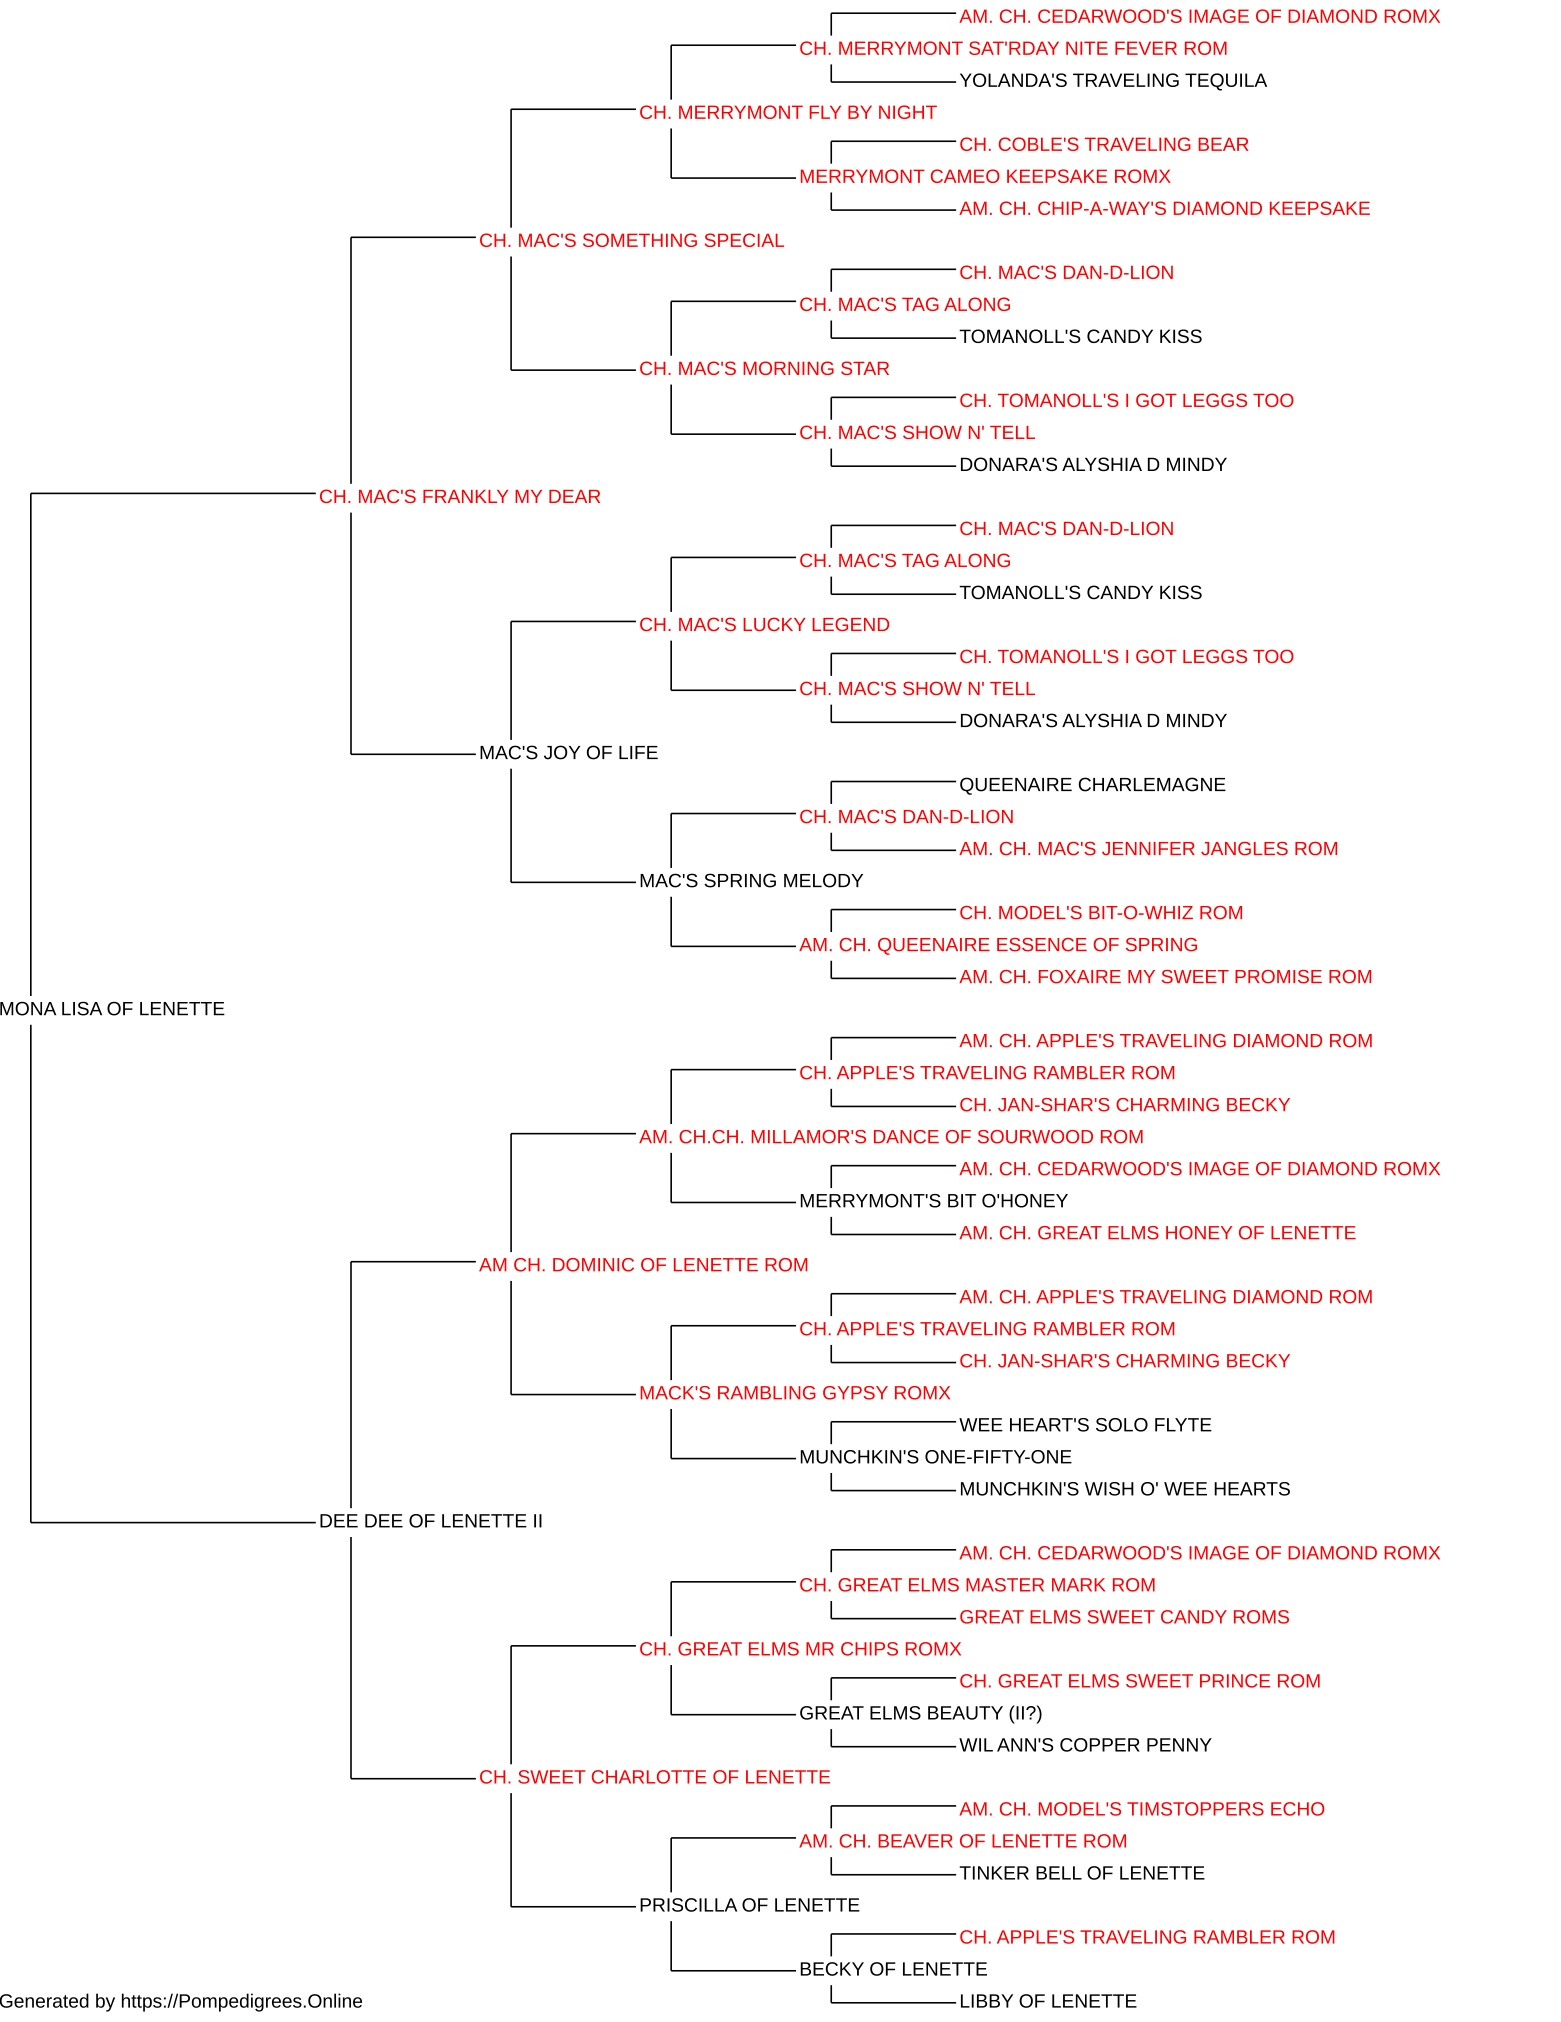 AM. CH. CEDARWOOD'S IMAGE OF DIAMOND ROMX
CH. MERRYMONT SAT'RDAY NITE FEVER ROM
YOLANDA'S TRAVELING TEQUILA
CH. MERRYMONT FLY BY NIGHT
CH. COBLE'S TRAVELING BEAR
MERRYMONT CAMEO KEEPSAKE ROMX
AM. CH. CHIP-A-WAY'S DIAMOND KEEPSAKE
CH. MAC'S SOMETHING SPECIAL
CH. MAC'S DAN-D-LION
CH. MAC'S TAG ALONG
TOMANOLL'S CANDY KISS
CH. MAC'S MORNING STAR
CH. TOMANOLL'S I GOT LEGGS TOO
CH. MAC'S SHOW N' TELL
DONARA'S ALYSHIA D MINDY
CH. MAC'S FRANKLY MY DEAR
CH. MAC'S DAN-D-LION
CH. MAC'S TAG ALONG
TOMANOLL'S CANDY KISS
CH. MAC'S LUCKY LEGEND
CH. TOMANOLL'S I GOT LEGGS TOO
CH. MAC'S SHOW N' TELL
DONARA'S ALYSHIA D MINDY
MAC'S JOY OF LIFE
QUEENAIRE CHARLEMAGNE
CH. MAC'S DAN-D-LION
AM. CH. MAC'S JENNIFER JANGLES ROM
MAC'S SPRING MELODY
CH. MODEL'S BIT-O-WHIZ ROM
AM. CH. QUEENAIRE ESSENCE OF SPRING
AM. CH. FOXAIRE MY SWEET PROMISE ROM
MONA LISA OF LENETTE
AM. CH. APPLE'S TRAVELING DIAMOND ROM
CH. APPLE'S TRAVELING RAMBLER ROM
CH. JAN-SHAR'S CHARMING BECKY
AM. CH.CH. MILLAMOR'S DANCE OF SOURWOOD ROM
AM. CH. CEDARWOOD'S IMAGE OF DIAMOND ROMX
MERRYMONT'S BIT O'HONEY
AM. CH. GREAT ELMS HONEY OF LENETTE
AM CH. DOMINIC OF LENETTE ROM
AM. CH. APPLE'S TRAVELING DIAMOND ROM
CH. APPLE'S TRAVELING RAMBLER ROM
CH. JAN-SHAR'S CHARMING BECKY
MACK'S RAMBLING GYPSY ROMX
WEE HEART'S SOLO FLYTE
MUNCHKIN'S ONE-FIFTY-ONE
MUNCHKIN'S WISH O' WEE HEARTS
DEE DEE OF LENETTE II
AM. CH. CEDARWOOD'S IMAGE OF DIAMOND ROMX
CH. GREAT ELMS MASTER MARK ROM
GREAT ELMS SWEET CANDY ROMS
CH. GREAT ELMS MR CHIPS ROMX
CH. GREAT ELMS SWEET PRINCE ROM
GREAT ELMS BEAUTY (II?)
WIL ANN'S COPPER PENNY
CH. SWEET CHARLOTTE OF LENETTE
AM. CH. MODEL'S TIMSTOPPERS ECHO
AM. CH. BEAVER OF LENETTE ROM
TINKER BELL OF LENETTE
PRISCILLA OF LENETTE
CH. APPLE'S TRAVELING RAMBLER ROM
BECKY OF LENETTE
LIBBY OF LENETTE
Generated by https://Pompedigrees.Online